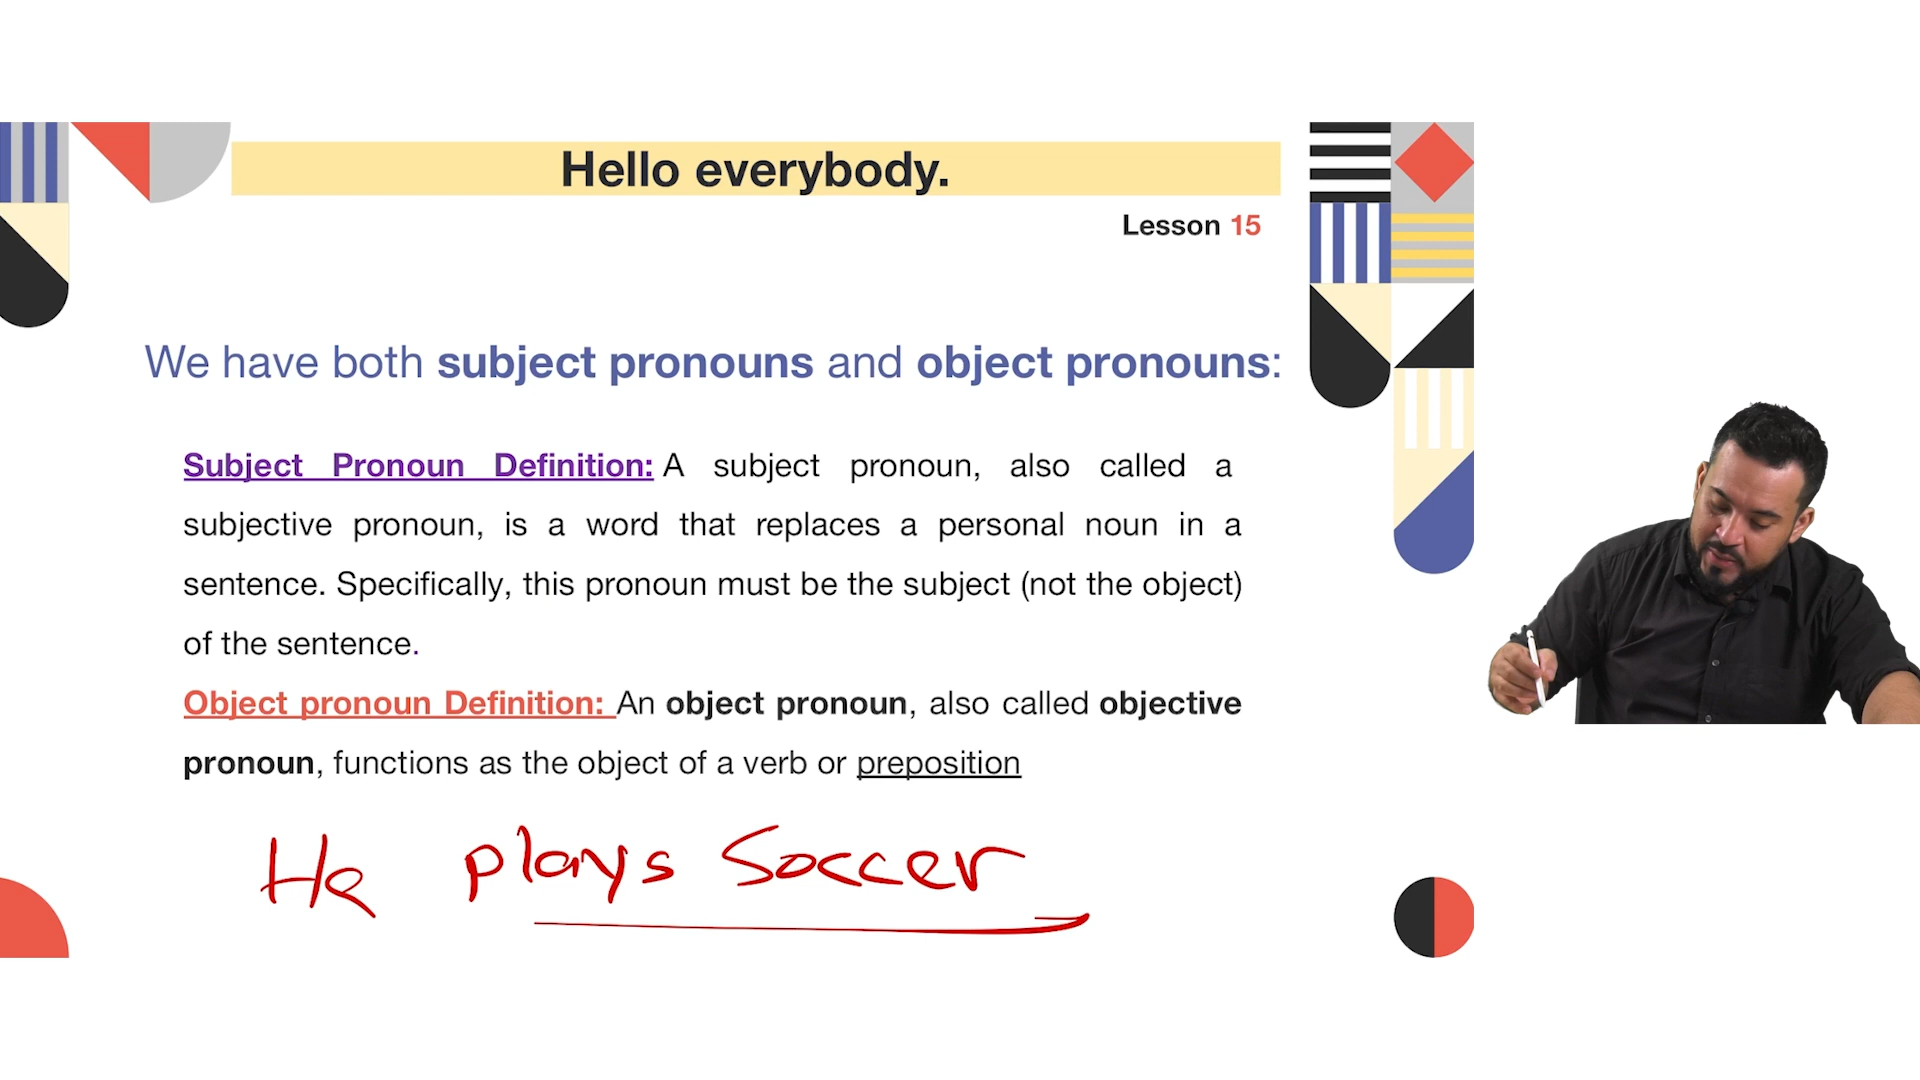 Hello everybody.
Lesson 15
We have both subject pronouns and object pronouns:
Subject Pronoun Definition: A subject pronoun, also called a
subjective pronoun, is a word that replaces a personal noun in a
sentence. Specifically, this pronoun must be the subject (not the object)
of the sentence.
Object pronoun Definition: An object pronoun, also called objective
pronoun, functions as the object of a verb or preposition
He plays Soccer